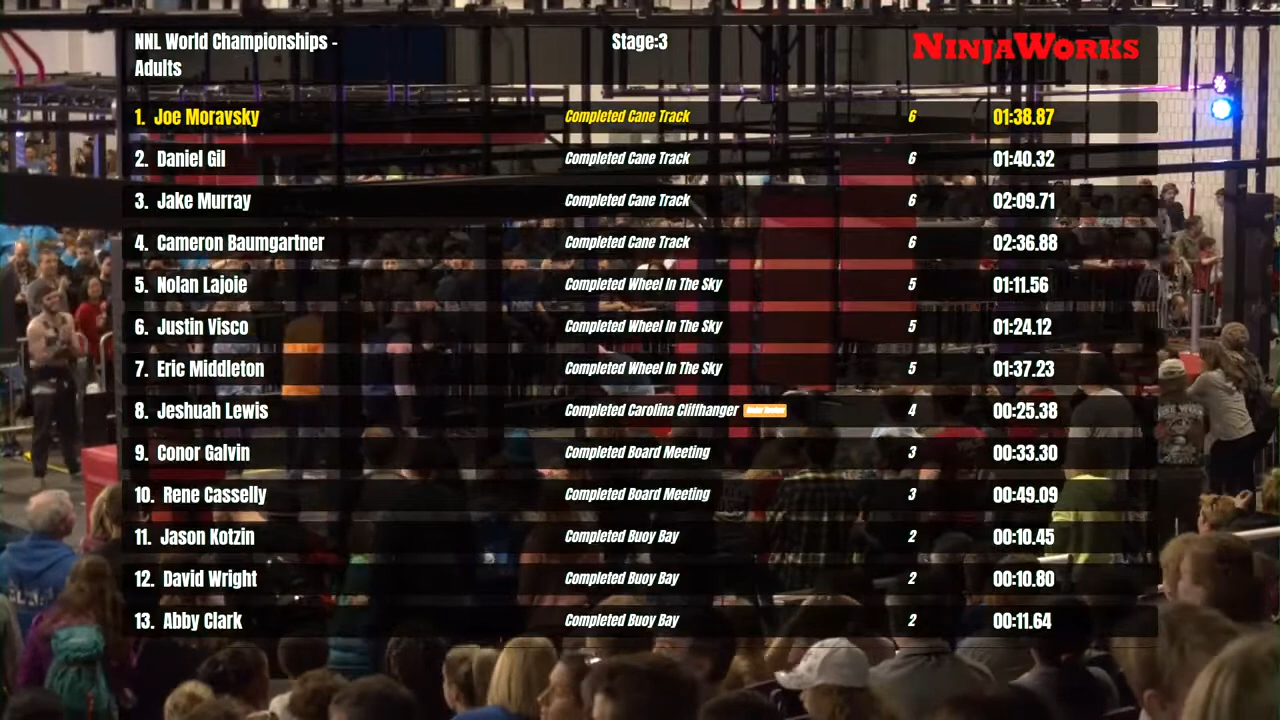 NNL World Championships -
Adults
Stage:3
NINJAWORKS
1. Joe Moravsky Completed Cane Track 6 01:38.87
2. Daniel Gil Completed Cane Track 6 01:40.32
3. Jake Murray Completed Cane Track 6 02:09.71
4. Cameron Baumgartner Completed Cane Track 6 02:36.88
5. Nolan Lajoie Completed Wheel In The Sky 5 01:11.56
6. Justin Visco Completed Wheel In The Sky 5 01:24.12
7. Eric Middleton Completed Wheel In The Sky 5 01:37.23
8. Jeshuah Lewis Completed Carolina Cliffhanger 4 00:25.38
9. Conor Galvin Completed Board Meeting 3 00:33.30
10. Rene Casselly Completed Board Meeting 3 00:49.09
11. Jason Kotzin Completed Buoy Bay 2 00:10.45
12. David Wright Completed Buoy Bay 2 00:10.80
13. Abby Clark Completed Buoy Bay 2 00:11.64